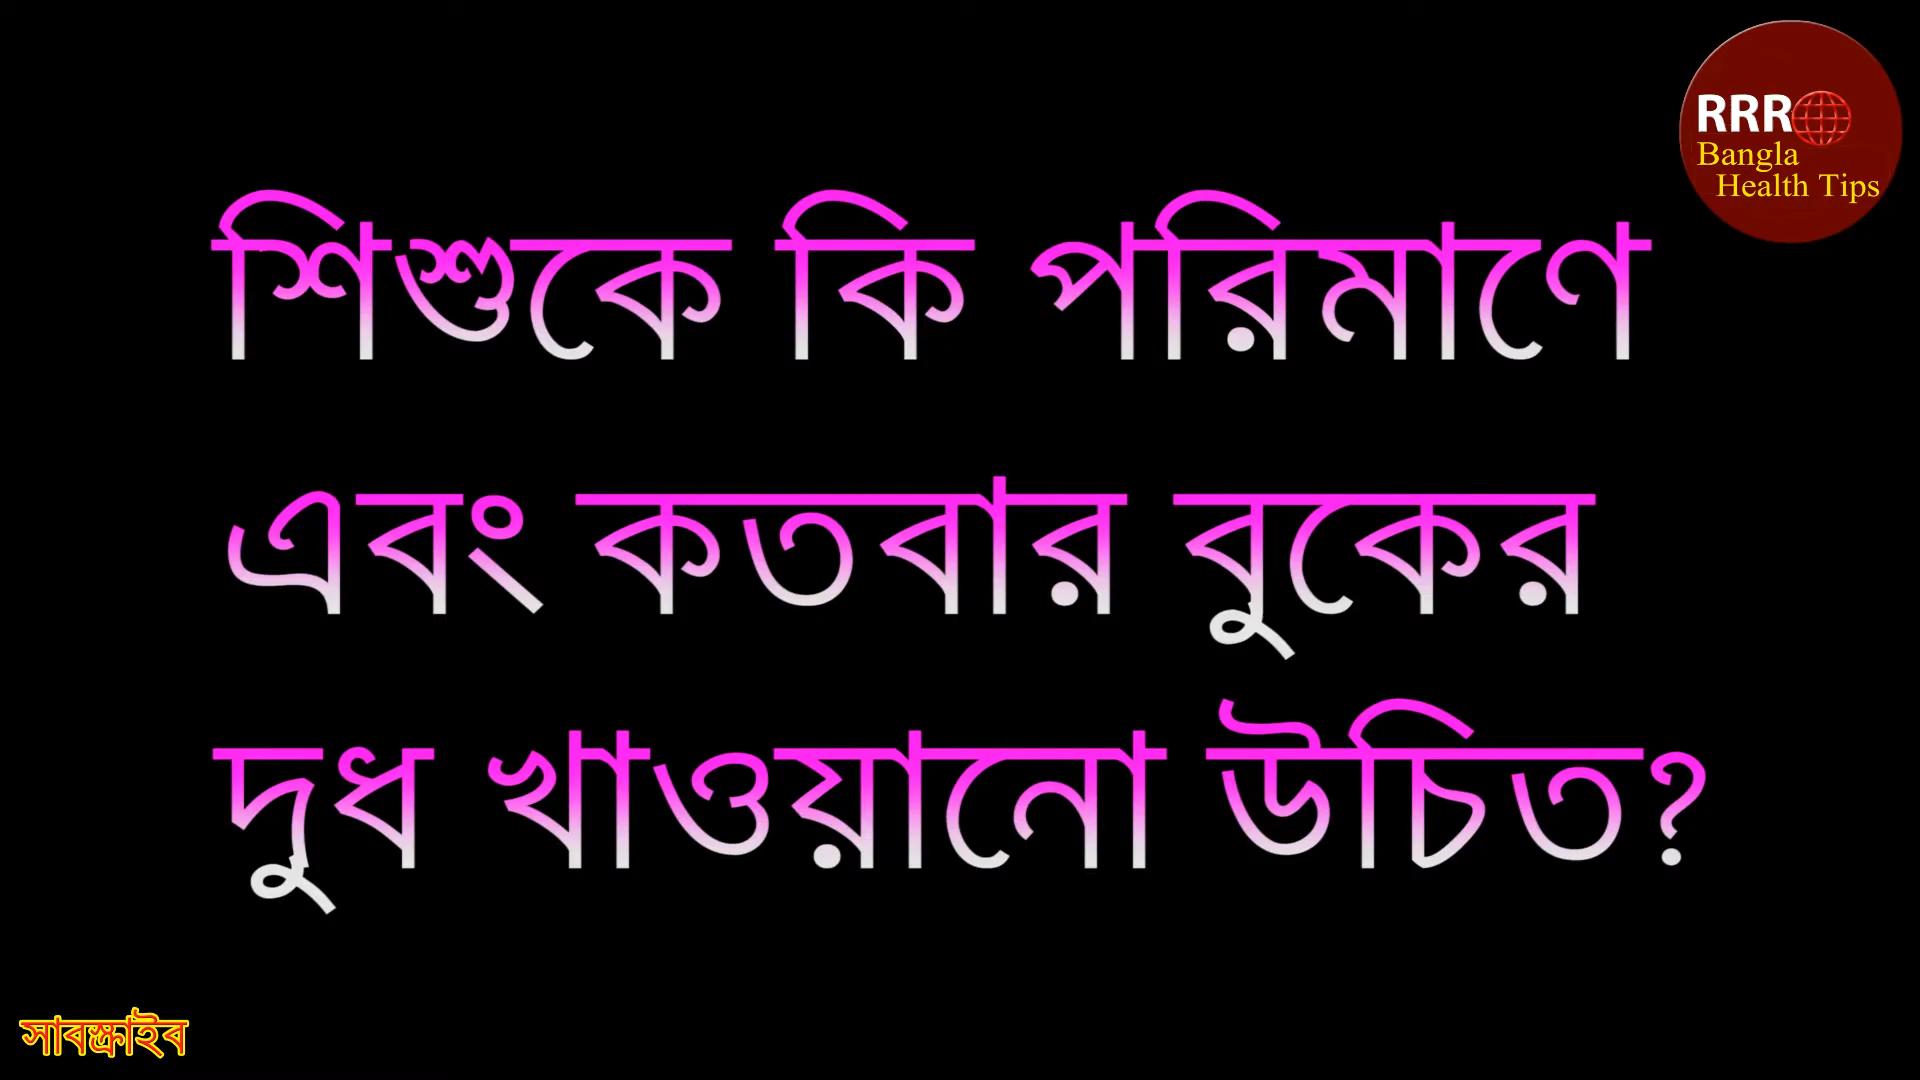 RRR
Bangla
Health Tips
শিশুকে কি পরিমাণে
এবং কতবার বুকের
দুধ খাওয়ানো উচিত?
সাবস্ক্রাইব